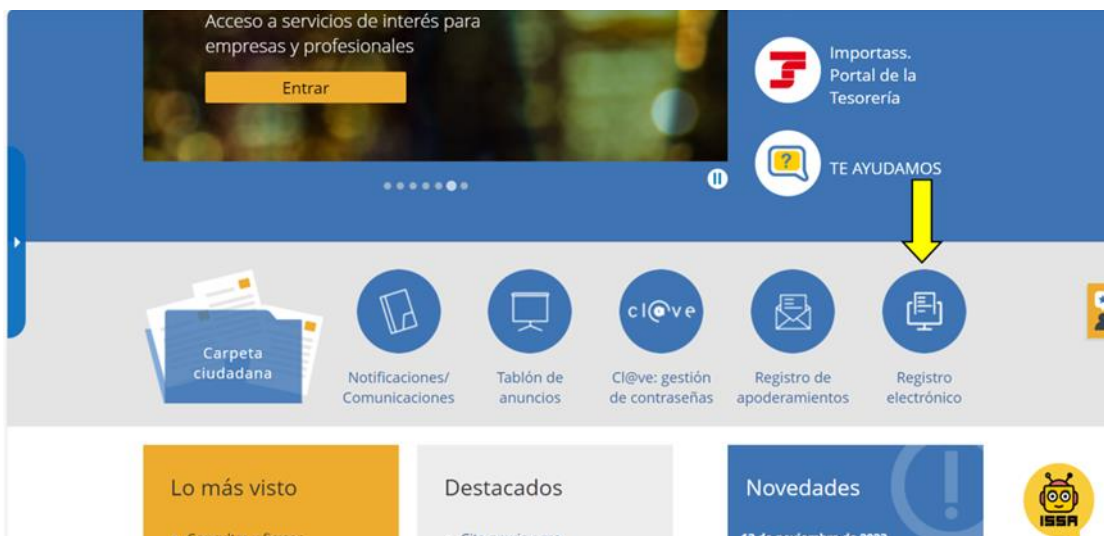 Acceso a servicios de interés para
empresas y profesionales
Entrar
Importass.
Portal de la
Tesorería
TE AYUDAMOS
Carpeta
ciudadana
cl@ve
Notificaciones/
Comunicaciones
Tablón de
anuncios
Cl@ve: gestión
de contraseñas
Registro de
apoderamientos
Registro
electrónico
Lo más visto
Destacados
Novedades
ISSA